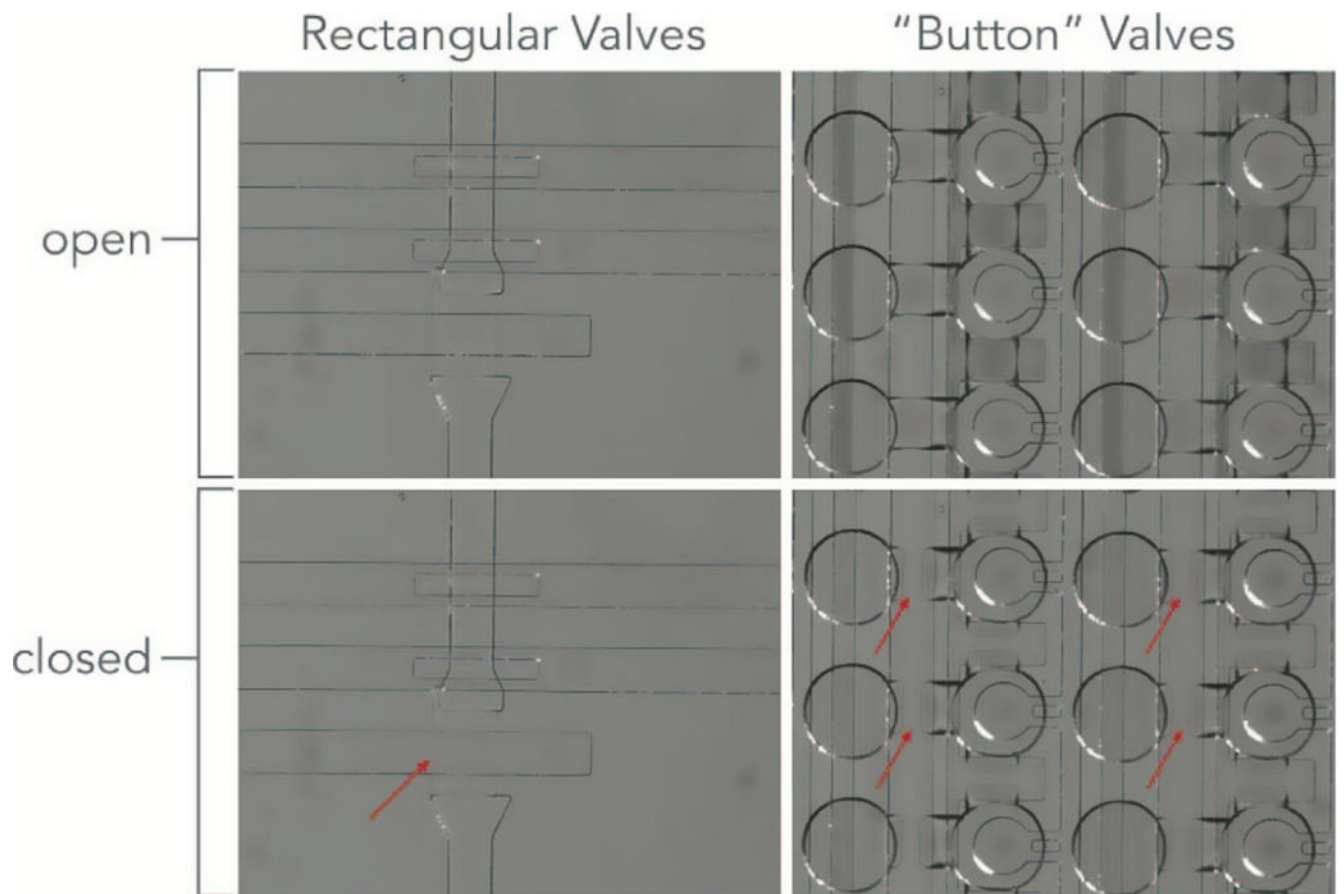 Rectangular Valves
“Button” Valves
open
closed